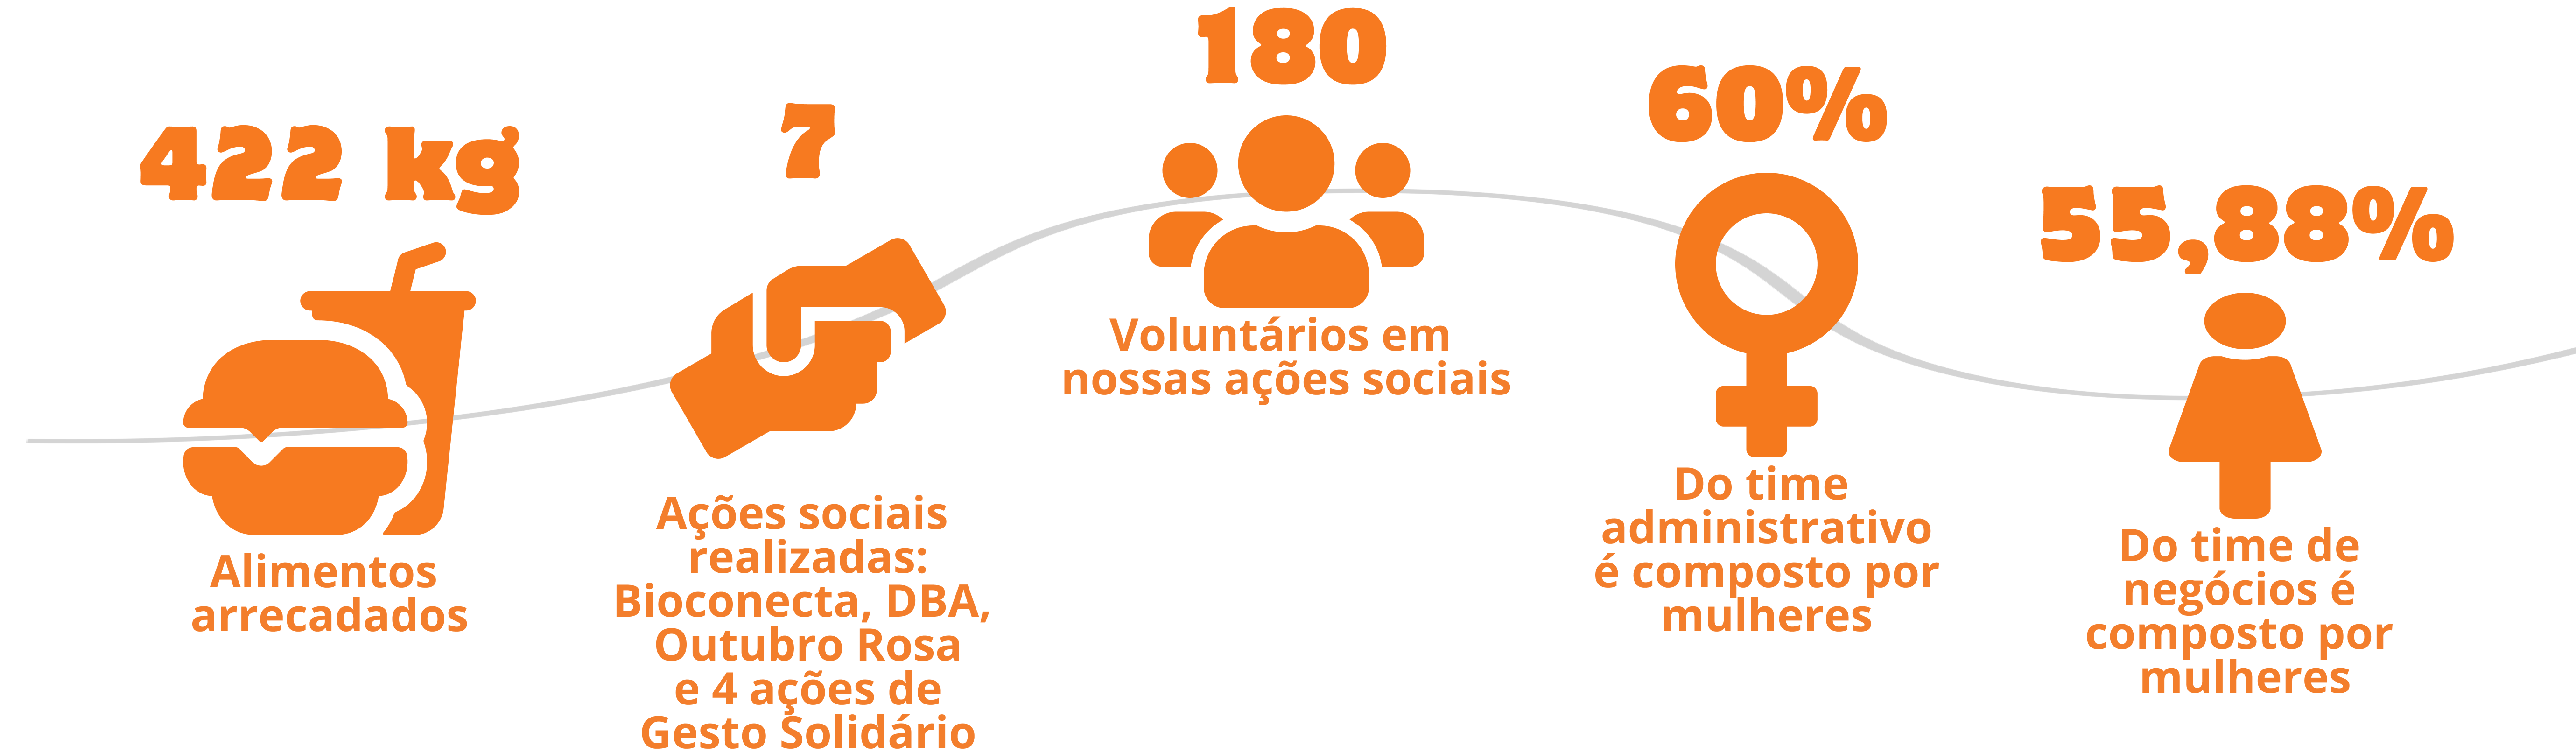 422 kg
Alimentos
arrecadados
7
Ações sociais
realizadas:
Bioconecta, DBA,
Outubro Rosa
e 4 ações de
Gesto Solidário
180
Voluntários em
nossas ações sociais
60%
Do time
administrativo
é composto por
mulheres
55,88%
Do time de
negócios é
composto por
mulheres